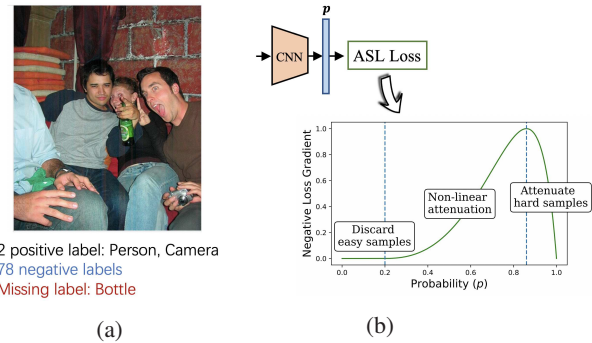 2 positive label: Person, Camera
78 negative labels
Missing label: Bottle
(a)
p
CNN
ASL Loss
Negative Loss Gradient
1.0
0.8
0.6
0.4
0.2
0.0
Discard
easy samples
Non-linear
attenuation
Attenuate
hard samples
0.0 0.2 0.4 0.6 0.8 1.0
Probability (p)
(b)